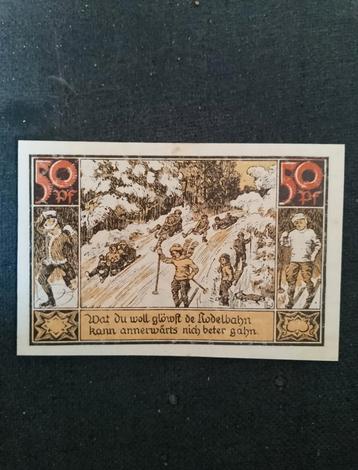 50 Pf
50 Pf
Wat du woll glöwst de Rodelbahn
kann annerwärts nich beter gahn.